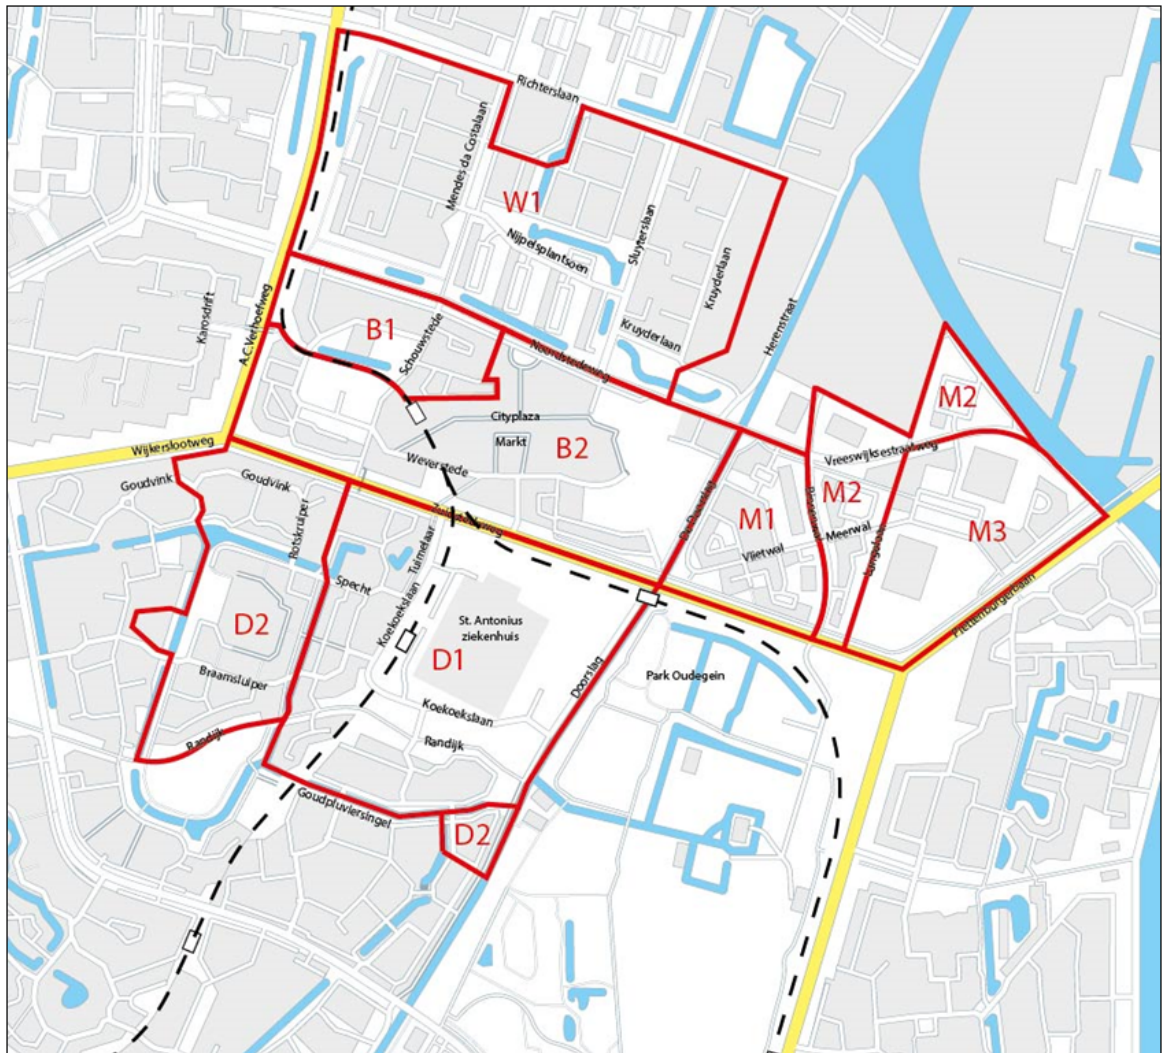 Richterslaan
Mendes da Costalaan
W1
Nijpelsplantsoen
Sluyterslaan
Kruyderlaan
Herenstraat
Karosdrift
A.C.Verhoefweg
B1
Schouwstede
Noordstedeweg
Kruyderlaan
M2
Cityplaza
Markt
B2
Weverstede
Wijkerslootweg
Vreeswijksestraatweg
Goudvink
Goudvink
M1
M2
Meerwal
M3
Vlietwal
Rotskruiper
Tuimelaar
Specht
Koekoekslaan
St. Antonius
ziekenhuis
D2
D1
Plettenburgerbaan
Braamsluiper
Park Oudegein
Doorslag
Koekoekslaan
Randijk
Randijk
Goudpluviersingel
D2